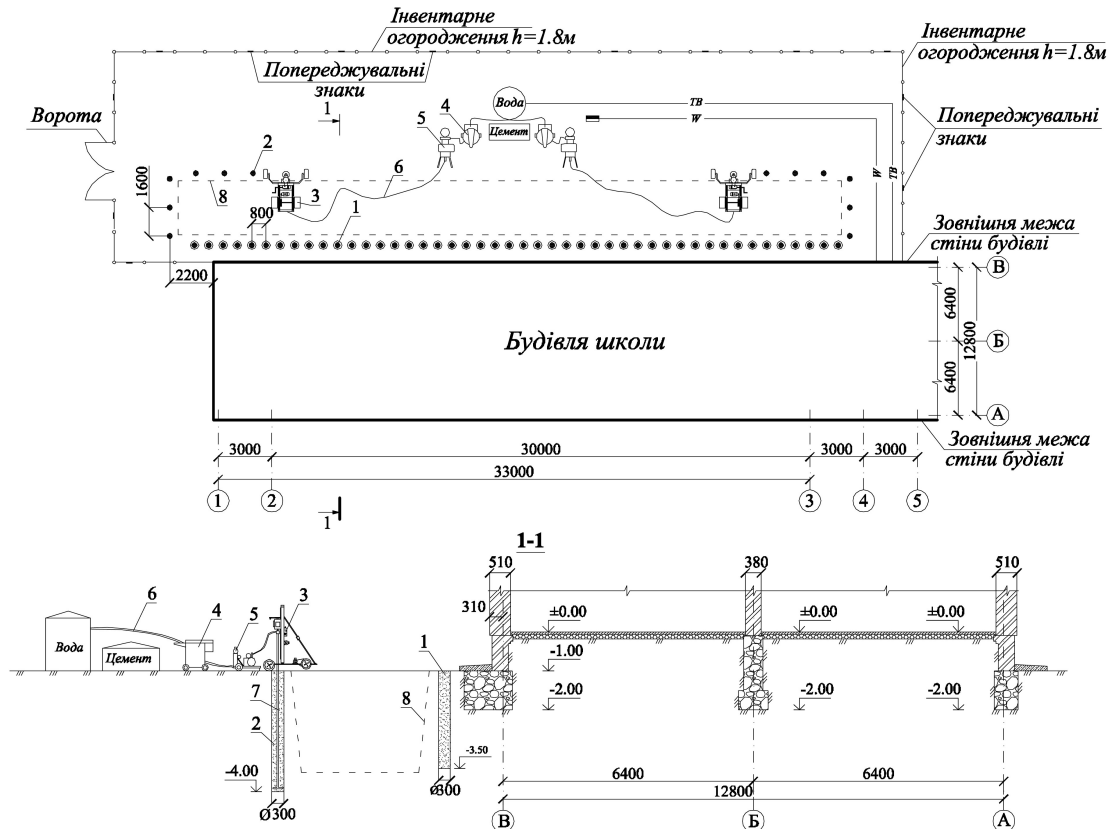 Інвентарне
огородження h=1.8м
Інвентарне
огородження h=1.8м
Попереджувальні
знаки
Попереджувальні
знаки
Ворота
1
4
Вода
ТВ
5
Цемент
W
2
6
1600
8
3
W
ТВ
800
1
Зовнішня межа
стіни будівлі
2200
В
6400
Будівля школи
12800
Б
6400
А
Зовнішня межа
стіни будівлі
3000
30000
3000
3000
33000
1
2
3
4
5
1
1-1
510
380
510
6
4
5
3
310
±0.00
±0.00
±0.00
Вода
Цемент
1
-1.00
7
8
-2.00
-2.00
-2.00
2
-3.50
-4.00
6400
6400
Ø300
ø300
12800
В
Б
А